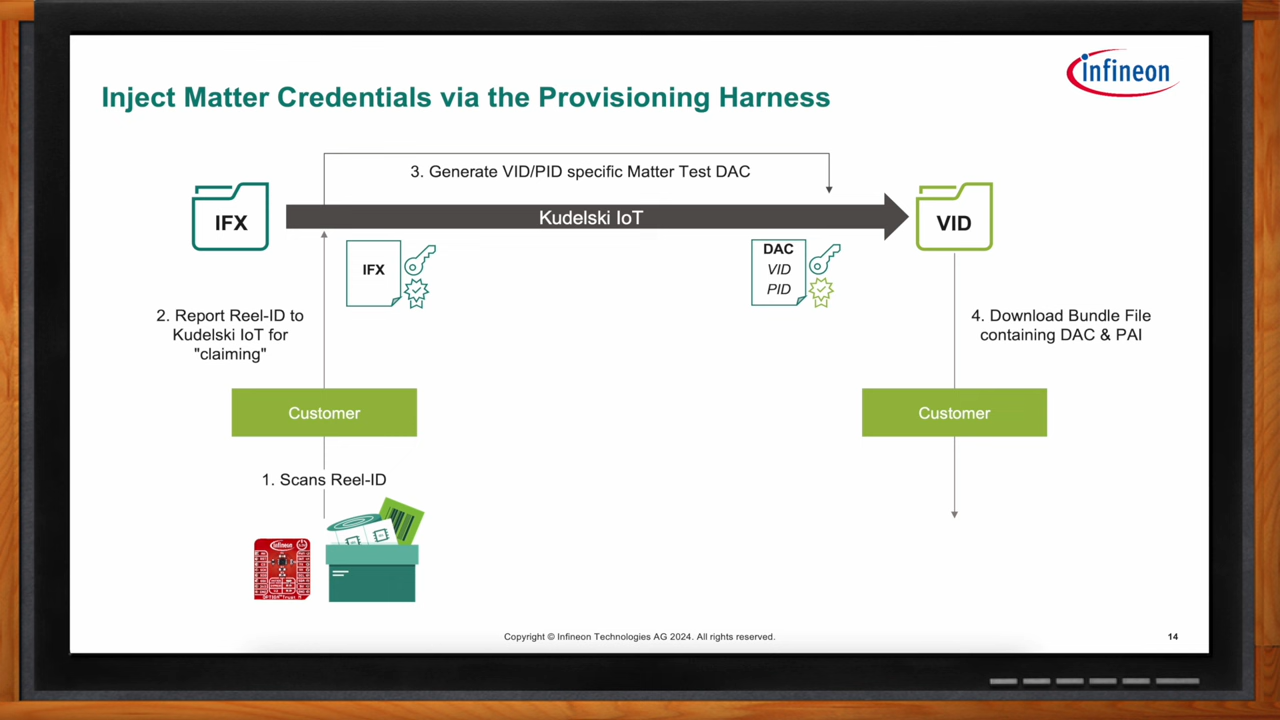 infineon
Inject Matter Credentials via the Provisioning Harness
3. Generate VID/PID specific Matter Test DAC
IFX
Kudelski IoT
VID
IFX
DAC
VID
PID
2. Report Reel-ID to
Kudelski IoT for
"claiming"
4. Download Bundle File
containing DAC & PAI
Customer
Customer
1. Scans Reel-ID
infineon
Copyright © Infineon Technologies AG 2024. All rights reserved.
14